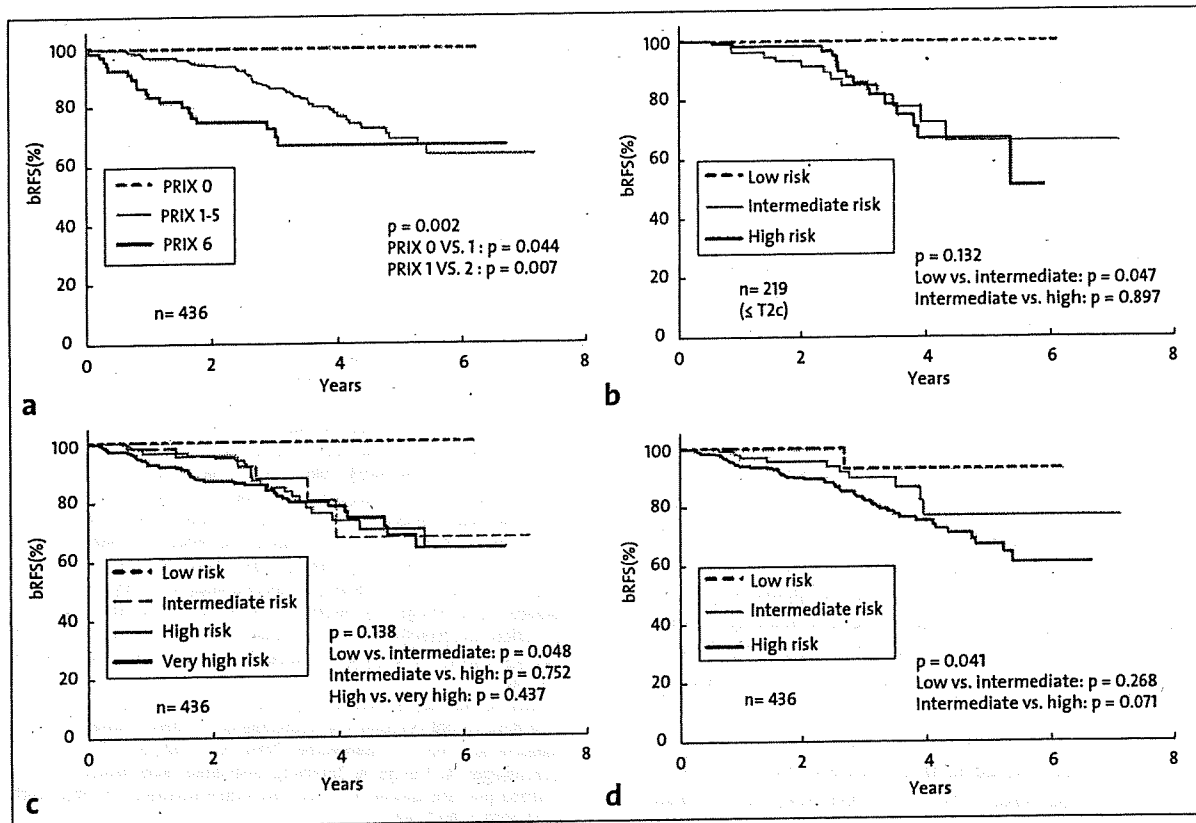 100
80
60
40
20
0
bRFS(%)
PRIX 0
PRIX 1-5
PRIX 6
p = 0.002
PRIX 0 VS. 1 : p = 0.044
PRIX 1 VS. 2 : p = 0.007
n= 436
0 2 4 6 8
Years
a
100
80
60
40
20
0
bRFS(%)
Low risk
Intermediate risk
High risk
p = 0.132
Low vs. intermediate: p = 0.047
Intermediate vs. high: p = 0.897
n= 219
(≤ T2c)
0 2 4 6 8
Years
b
100
80
60
40
20
0
bRFS(%)
Low risk
Intermediate risk
High risk
Very high risk
p = 0.138
Low vs. intermediate: p = 0.048
Intermediate vs. high: p = 0.752
High vs. very high: p = 0.437
n= 436
0 2 4 6 8
Years
c
100
80
60
40
20
0
bRFS(%)
Low risk
Intermediate risk
High risk
p = 0.041
Low vs. intermediate: p = 0.268
Intermediate vs. high: p = 0.071
n= 436
0 2 4 6 8
Years
d